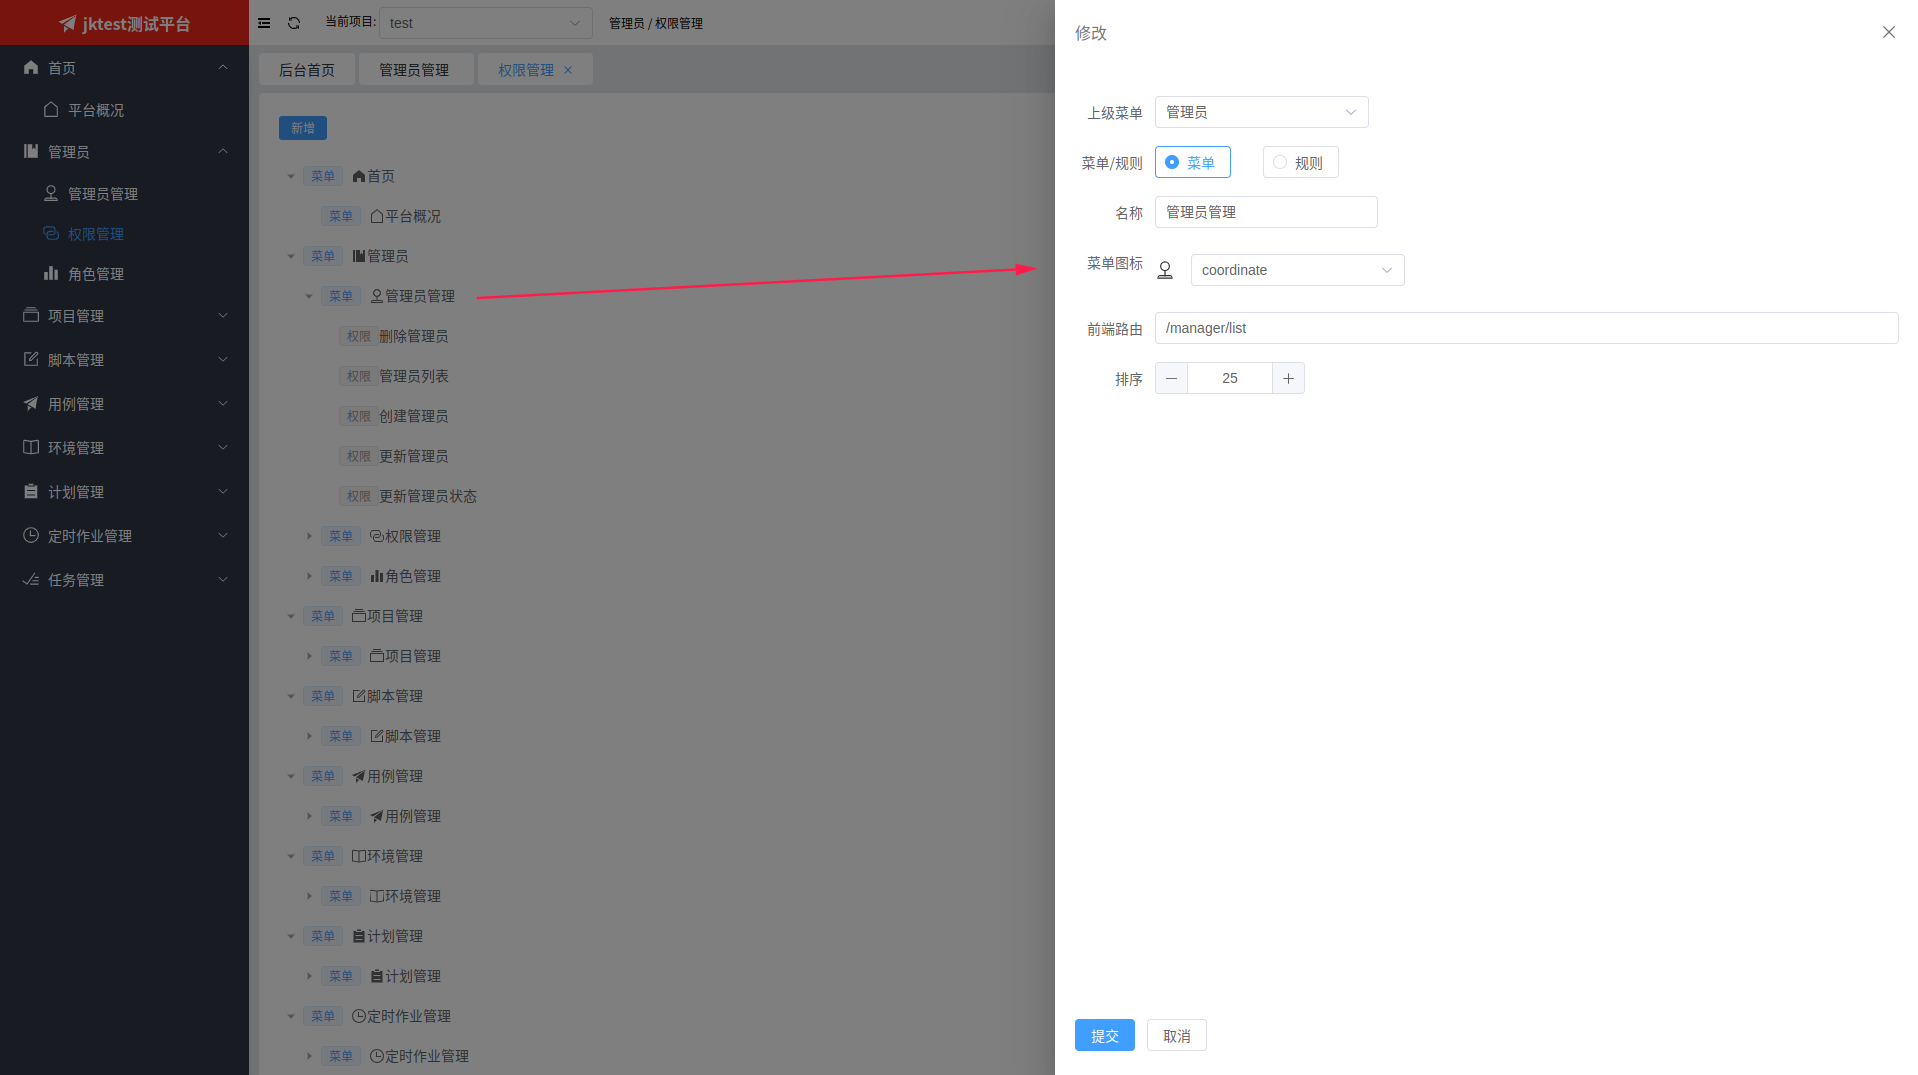 jktest测试平台
首页
平台概况
管理员
管理员管理
权限管理
角色管理
项目管理
脚本管理
用例管理
环境管理
计划管理
定时作业管理
任务管理
当前项目: test
管理员 / 权限管理
后台首页 管理员管理 权限管理
新增
菜单 首页
菜单 平台概况
菜单 管理员
菜单 管理员管理
权限 删除管理员
权限 管理员列表
权限 创建管理员
权限 更新管理员
权限 更新管理员状态
菜单 权限管理
菜单 角色管理
菜单 项目管理
菜单 项目管理
菜单 脚本管理
菜单 脚本管理
菜单 用例管理
菜单 用例管理
菜单 环境管理
菜单 环境管理
菜单 计划管理
菜单 计划管理
菜单 定时作业管理
菜单 定时作业管理
修改
上级菜单 管理员
菜单/规则 菜单 规则
名称 管理员管理
菜单图标 coordinate
前端路由 /manager/list
排序 25
提交 取消